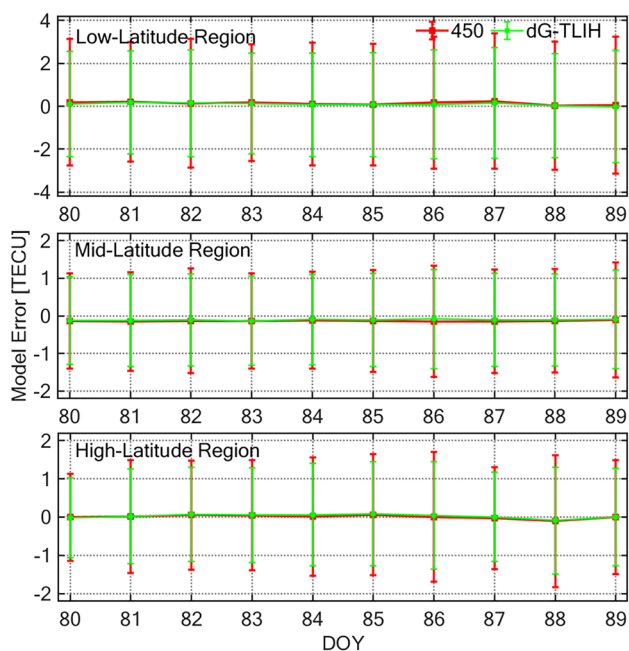 4
Low-Latitude Region
450
dG-TLIH
2
0
-2
-4
80 81 82 83 84 85 86 87 88 89
Model Error [TECU]
2
Mid-Latitude Region
1
0
-1
-2
80 81 82 83 84 85 86 87 88 89
2
High-Latitude Region
1
0
-1
-2
80 81 82 83 84 85 86 87 88 89
DOY